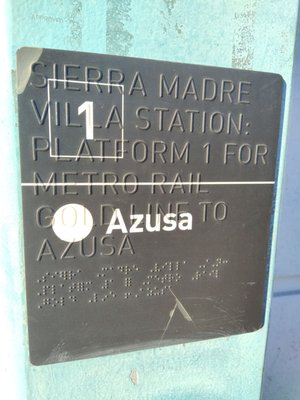 SIERRA MADRE
VILLA STATION:
1
PLATFORM 1 FOR
METRO RAIL
GOLD LINE TO
Azusa
AZUSA